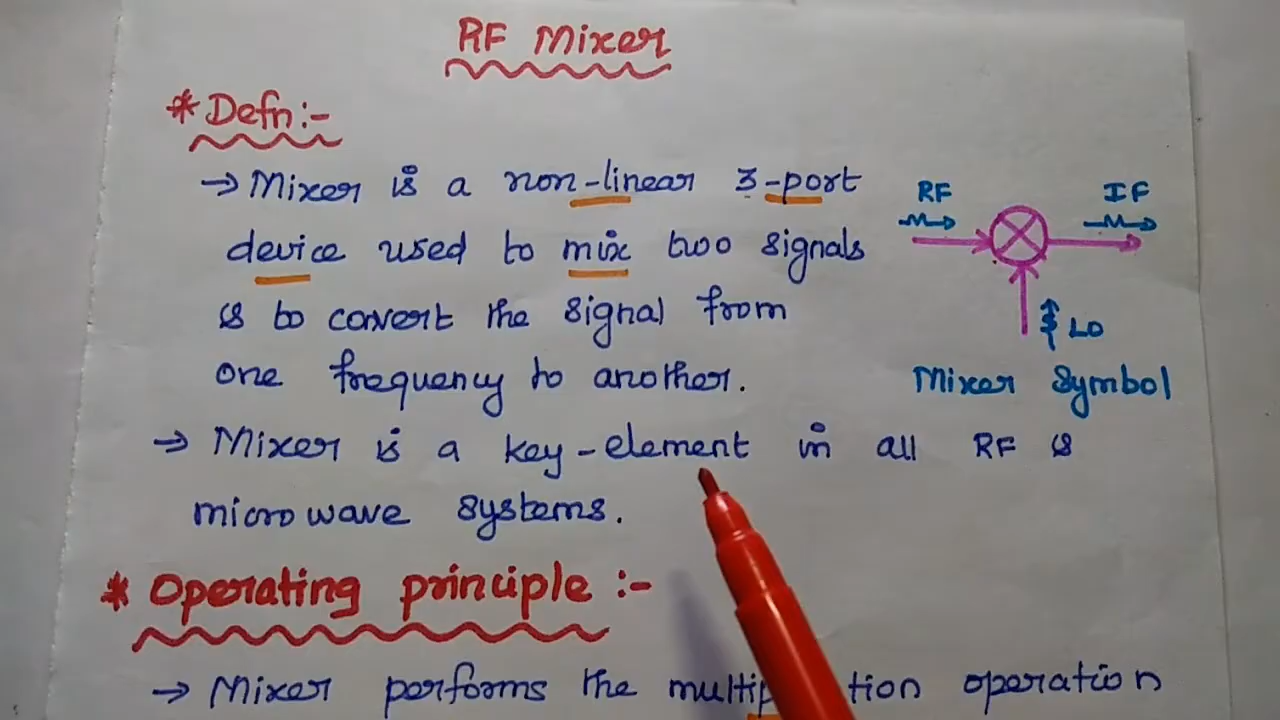 RF Mixer
* Defn:-
→ Mixer is a non-linear 3-port
device used to mix two signals
& to convert the signal from
one frequency to another.
→ Mixer is a key-element in all RF &
microwave systems.
RF
IF
LO
Mixer Symbol
* Operating principle :-
→ Mixer performs the operation